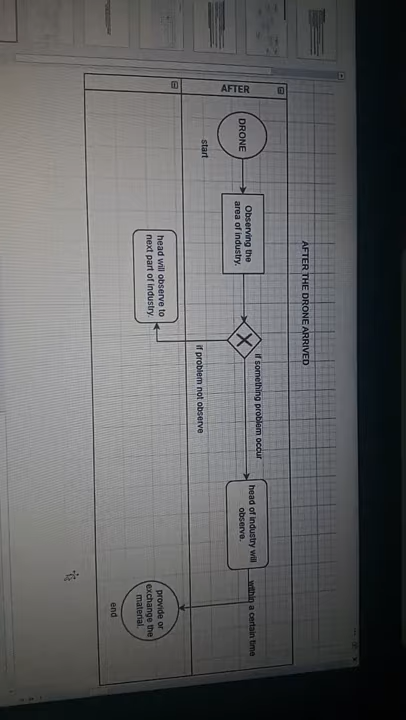 AFTER THE DRONE ARRIVED
AFTER
DRONE
start
Observing the
area of industry.
if something problem occur
if problem not observe
head will observe to
next part of industry.
head of industry will
observe.
within a certain time
provide or
exchange the
material.
end